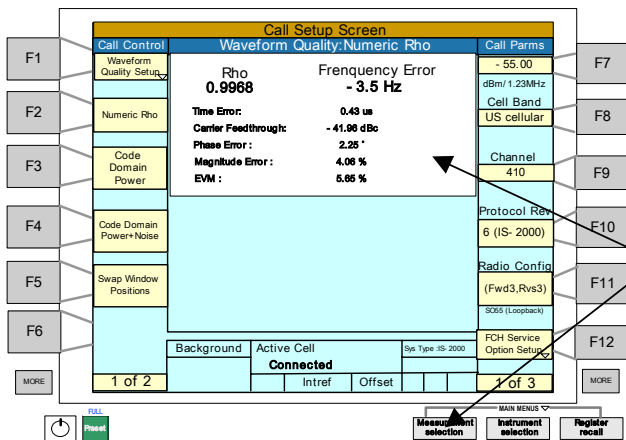 Call Setup Screen
Call Control
Waveform Quality:Numeric Rho
Call Parms
F1
Waveform
Quality Setup
Rho
0.9968
Frenquency Error
- 3.5 Hz
- 55.00
dBm/ 1.23MHz
F7
F2
Numeric Rho
Time Error: 0.43 us
Carrier Feedthrough: - 41.96 dBc
Phase Error : 2.25 °
Magnitude Error : 4.06 %
EVM : 5.65 %
Cell Band
US cellular
F8
F3
Code
Domain
Power
Channel
410
F9
F4
Code Domain
Power+Noise
Protocol Rev
6 (IS- 2000)
F10
F5
Swap Window
Positions
Radio Config
(Fwd3,Rvs3)
SO55 (Loopback)
F11
F6
FCH Service
Option Setup
F12
Background
Active Cell
Sys Type :IS- 2000
Connected
Intref
Offset
MORE
1 of 2
1 of 3
MORE
FULL
Preset
MAIN MENUS
Measurement
selection
Instrument
selection
Register
recall